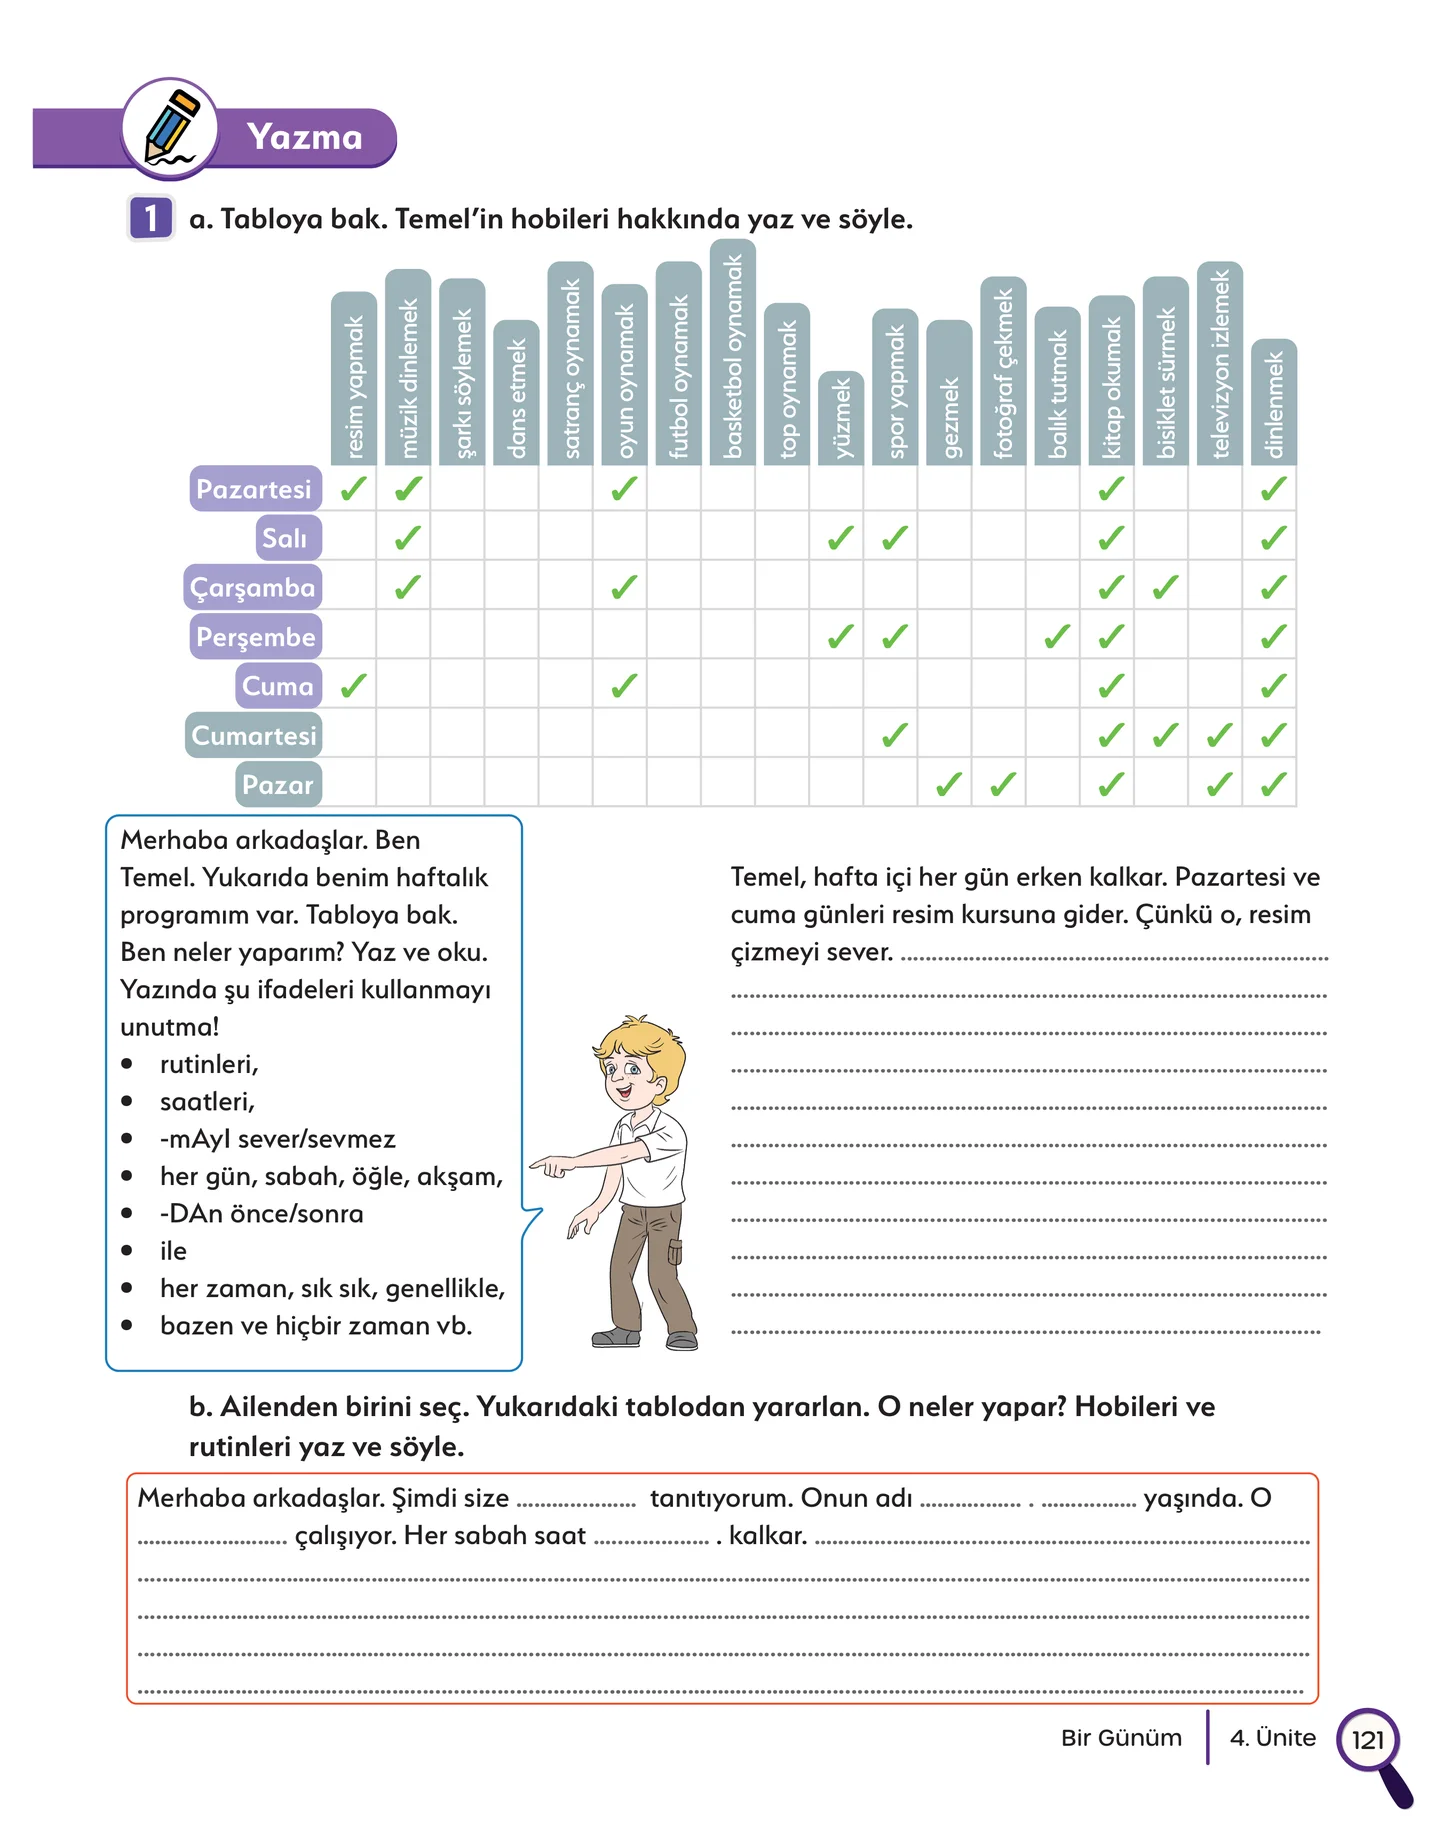 Yazma
1 a. Tabloya bak. Temel’in hobileri hakkında yaz ve söyle.
resim yapmak
müzik dinlemek
şarkı söylemek
dans etmek
satranç oynamak
oyun oynamak
futbol oynamak
basketbol oynamak
top oynamak
yüzmek
spor yapmak
gezmek
fotoğraf çekmek
balık tutmak
kitap okumak
bisiklet sürmek
televizyon izlemek
dinlenmek
Pazartesi ✓ ✓ ✓ ✓ ✓
Salı ✓ ✓ ✓ ✓ ✓
Çarşamba ✓ ✓ ✓ ✓ ✓
Perşembe ✓ ✓ ✓ ✓ ✓
Cuma ✓ ✓ ✓ ✓
Cumartesi ✓ ✓ ✓ ✓ ✓
Pazar ✓ ✓ ✓ ✓ ✓
Merhaba arkadaşlar. Ben
Temel. Yukarıda benim haftalık
programım var. Tabloya bak.
Ben neler yaparım? Yaz ve oku.
Yazında şu ifadeleri kullanmayı
unutma!
• rutinleri,
• saatleri,
• -mAyI sever/sevmez
• her gün, sabah, öğle, akşam,
• -DAn önce/sonra
• ile
• her zaman, sık sık, genellikle,
• bazen ve hiçbir zaman vb.
Temel, hafta içi her gün erken kalkar. Pazartesi ve
cuma günleri resim kursuna gider. Çünkü o, resim
çizmeyi sever. ....................
b. Ailenden birini seç. Yukarıdaki tablodan yararlan. O neler yapar? Hobileri ve
rutinleri yaz ve söyle.
Merhaba arkadaşlar. Şimdi size .................... tanıtıyorum. Onun adı ................. . ................ yaşında. O
......................... çalışıyor. Her sabah saat ................... . kalkar. ....................
Bir Günüm 4. Ünite 121